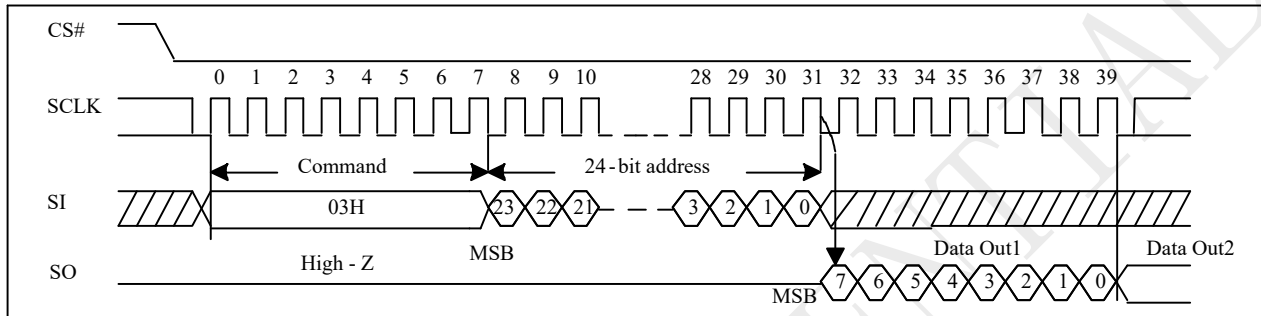 CS#
0 1 2 3 4 5 6 7 8 9 10 28 29 30 31 32 33 34 35 36 37 38 39
SCLK
Command 24-bit address
SI 03H 23 22 21 3 2 1 0
High - Z MSB Data Out1 Data Out2
SO MSB 7 6 5 4 3 2 1 0
NTIAL